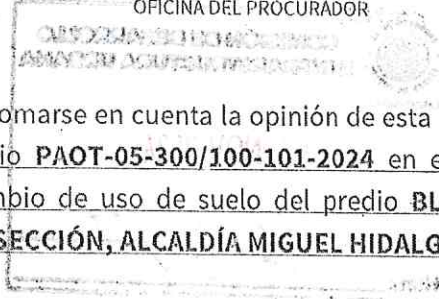 OFICINA DEL PROCURADOR
omarse en cuenta la opinión de esta
io PAOT-05-300/100-101-2024 en e
nbio de uso de suelo del predio BL
SECCIÓN, ALCALDÍA MIGUEL HIDALG